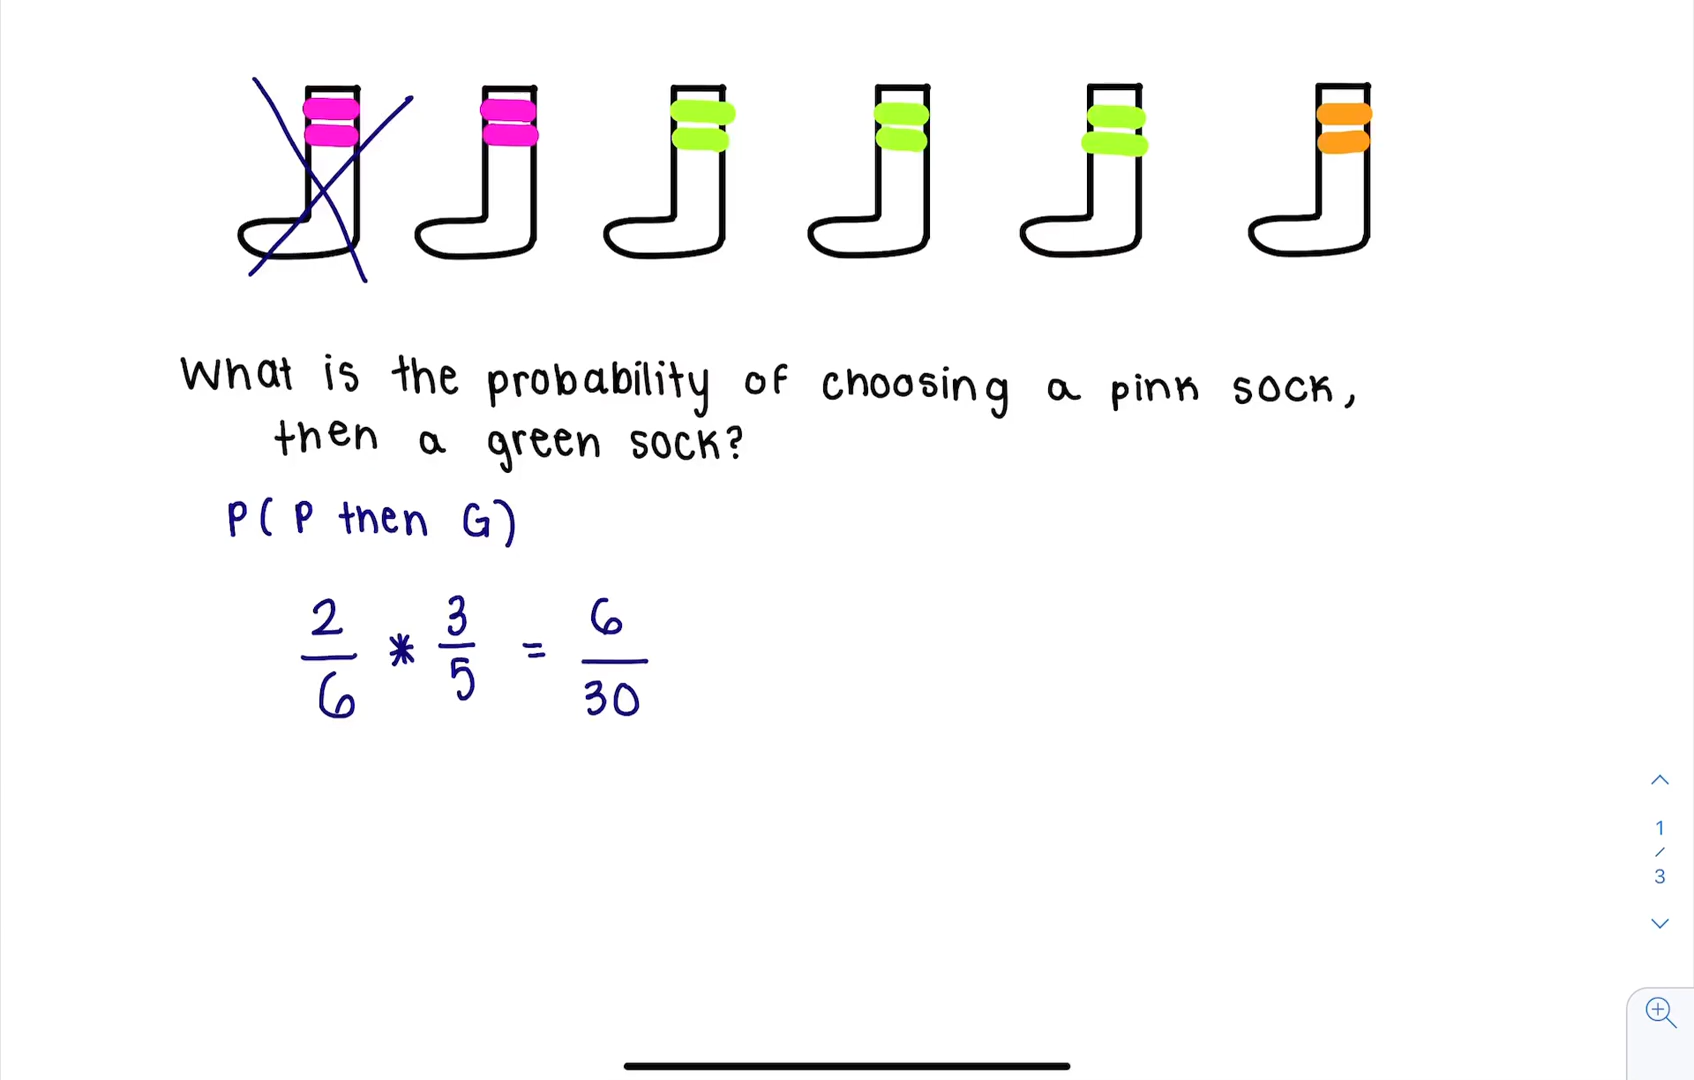 What is the probability of choosing a pink sock,
then a green sock?
P( P then G)
2/6 * 3/5 = 6/30
1
/
3